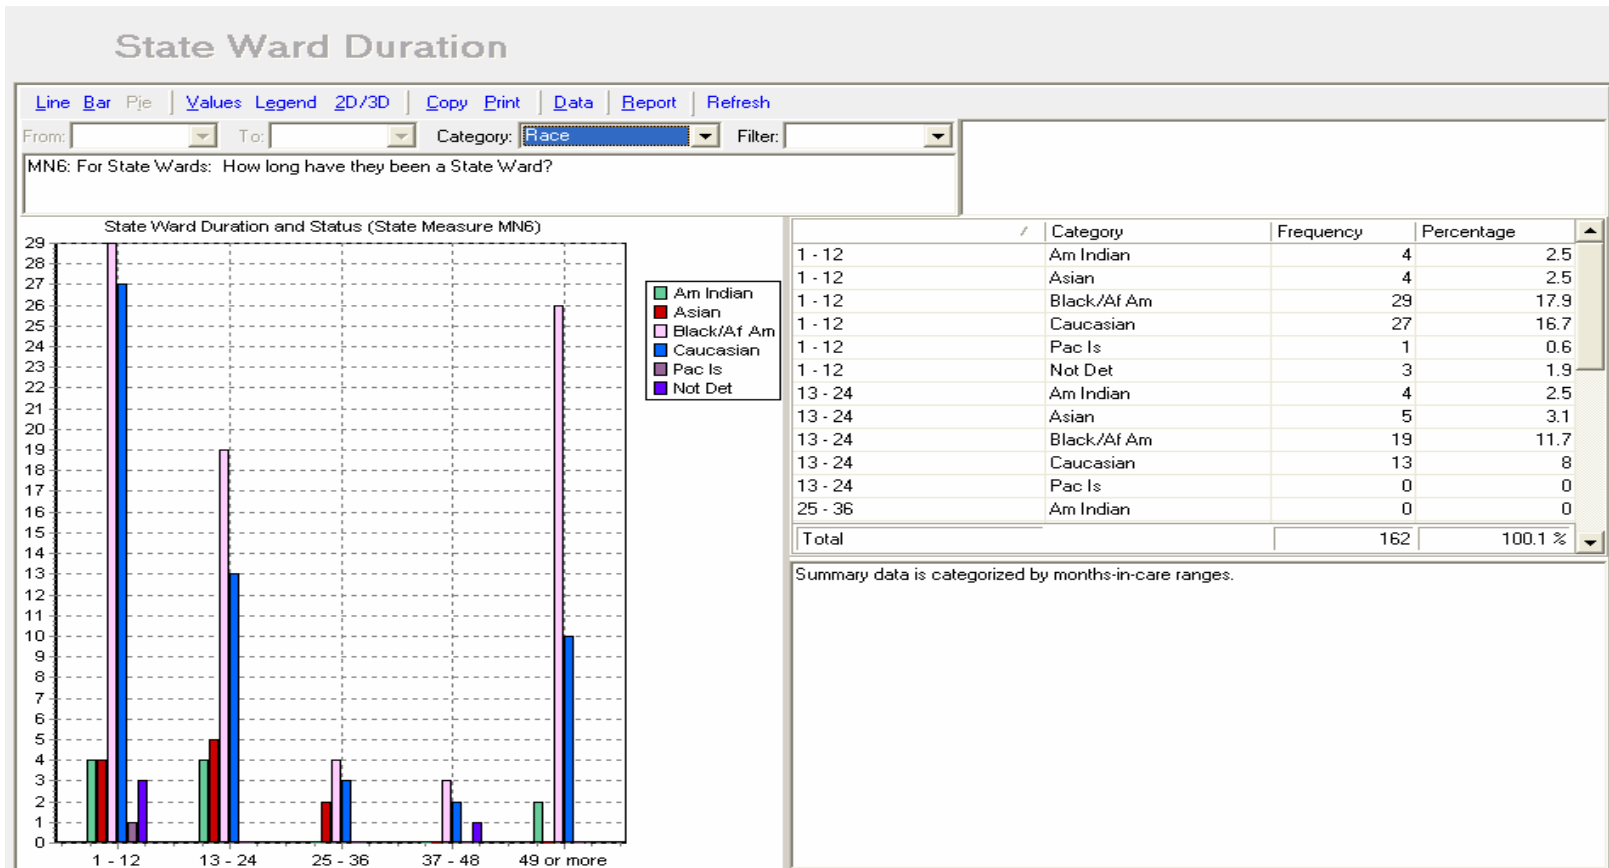 State Ward Duration
Line Bar Pie Values Legend 2D/3D Copy Print Data Report Refresh
From: To: Category: Race Filter:
MN6: For State Wards: How long have they been a State Ward?
State Ward Duration and Status (State Measure MN6)
29
28
27
26
25
24
23
22
21
20
19
18
17
16
15
14
13
12
11
10
9
8
7
6
5
4
3
2
1
0
1 - 12 13 - 24 25 - 36 37 - 48 49 or more
Am Indian
Asian
Black/Af Am
Caucasian
Pac Is
Not Det
Category Frequency Percentage
1 - 12 Am Indian 4 2.5
1 - 12 Asian 4 2.5
1 - 12 Black/Af Am 29 17.9
1 - 12 Caucasian 27 16.7
1 - 12 Pac Is 1 0.6
1 - 12 Not Det 3 1.9
13 - 24 Am Indian 4 2.5
13 - 24 Asian 5 3.1
13 - 24 Black/Af Am 19 11.7
13 - 24 Caucasian 13 8
13 - 24 Pac Is 0 0
25 - 36 Am Indian 0 0
Total 162 100.1 %
Summary data is categorized by months-in-care ranges.